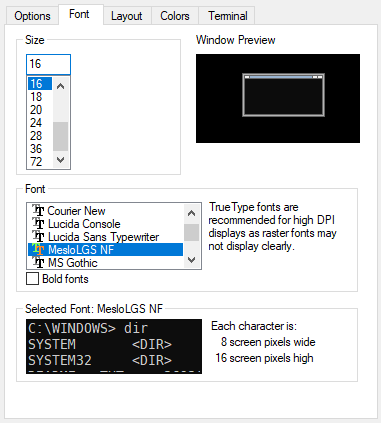 Options Font Layout Colors Terminal
Size
16
16
18
20
24
28
36
72
Window Preview
Font
Courier New
Lucida Console
Lucida Sans Typewriter
MesloLGS NF
MS Gothic
Bold fonts
TrueType fonts are
recommended for high DPI
displays as raster fonts may
not display clearly.
Selected Font: MesloLGS NF
C:\WINDOWS> dir
SYSTEM <DIR>
SYSTEM32 <DIR>
Each character is:
8 screen pixels wide
16 screen pixels high